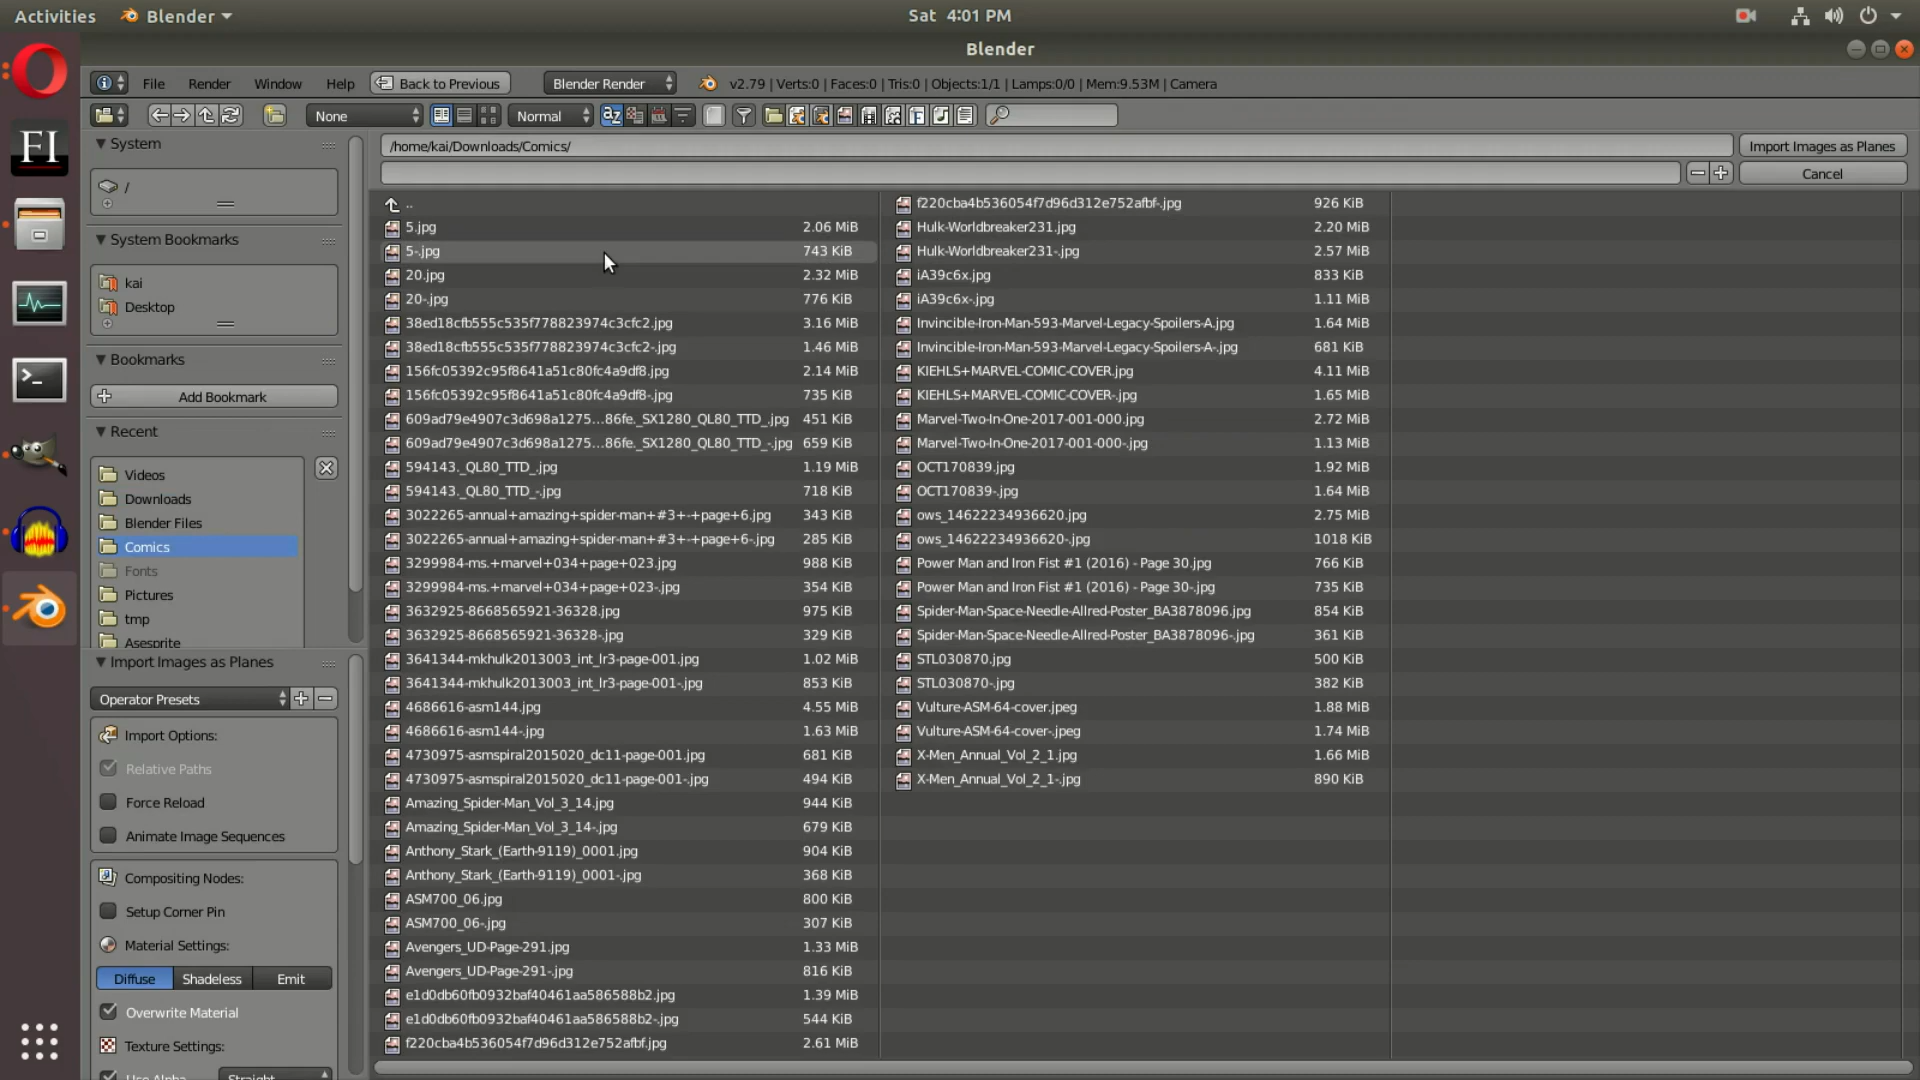 Activities Blender Sat 4:01 PM
Blender
FI
File Render Window Help Back to Previous Blender Render v2.79 | Verts:0 | Faces:0 | Tris:0 | Objects:1/1 | Lamps:0/0 | Mem:9.53M | Camera
None Normal
System
/
System Bookmarks
kai
Desktop
Bookmarks
Add Bookmark
Recent
Videos
Downloads
Blender Files
Comics
Fonts
Pictures
tmp
Asesprite
Import Images as Planes
Operator Presets
Import Options:
Relative Paths
Force Reload
Animate Image Sequences
Compositing Nodes:
Setup Corner Pin
Material Settings:
Diffuse Shadeless Emit
Overwrite Material
Texture Settings:
Use Alpha Straight
/home/kai/Downloads/Comics/ Import Images as Planes
Cancel
..
5.jpg 2.06 MiB
5-.jpg 743 KiB
20.jpg 2.32 MiB
20-.jpg 776 KiB
38ed18cfb555c535f778823974c3cfc2.jpg 3.16 MiB
38ed18cfb555c535f778823974c3cfc2-.jpg 1.46 MiB
156fc05392c95f8641a51c80fc4a9df8.jpg 2.14 MiB
156fc05392c95f8641a51c80fc4a9df8-.jpg 735 KiB
609ad79e4907c3d698a1275...86fe._SX1280_QL80_TTD_.jpg 451 KiB
609ad79e4907c3d698a1275...86fe._SX1280_QL80_TTD_-.jpg 659 KiB
594143._QL80_TTD_.jpg 1.19 MiB
594143._QL80_TTD_-.jpg 718 KiB
3022265-annual+amazing+spider-man+#3+-+page+6.jpg 343 KiB
3022265-annual+amazing+spider-man+#3+-+page+6-.jpg 285 KiB
3299984-ms.+marvel+034+page+023.jpg 988 KiB
3299984-ms.+marvel+034+page+023-.jpg 354 KiB
3632925-8668565921-36328.jpg 975 KiB
3632925-8668565921-36328-.jpg 329 KiB
3641344-mkhulk2013003_int_lr3-page-001.jpg 1.02 MiB
3641344-mkhulk2013003_int_lr3-page-001-.jpg 853 KiB
4686616-asm144.jpg 4.55 MiB
4686616-asm144-.jpg 1.63 MiB
4730975-asmspiral2015020_dc11-page-001.jpg 681 KiB
4730975-asmspiral2015020_dc11-page-001-.jpg 494 KiB
Amazing_Spider-Man_Vol_3_14.jpg 944 KiB
Amazing_Spider-Man_Vol_3_14-.jpg 679 KiB
Anthony_Stark_(Earth-9119)_0001.jpg 904 KiB
Anthony_Stark_(Earth-9119)_0001-.jpg 368 KiB
ASM700_06.jpg 800 KiB
ASM700_06-.jpg 307 KiB
Avengers_UD-Page-291.jpg 1.33 MiB
Avengers_UD-Page-291-.jpg 816 KiB
e1d0db60fb0932baf40461aa586588b2.jpg 1.39 MiB
e1d0db60fb0932baf40461aa586588b2-.jpg 544 KiB
f220cba4b536054f7d96d312e752afbf.jpg 2.61 MiB
f220cba4b536054f7d96d312e752afbf-.jpg 926 KiB
Hulk-Worldbreaker231.jpg 2.20 MiB
Hulk-Worldbreaker231-.jpg 2.57 MiB
iA39c6x.jpg 833 KiB
iA39c6x-.jpg 1.11 MiB
Invincible-Iron-Man-593-Marvel-Legacy-Spoilers-A.jpg 1.64 MiB
Invincible-Iron-Man-593-Marvel-Legacy-Spoilers-A-.jpg 681 KiB
KIEHLS+MARVEL-COMIC-COVER.jpg 4.11 MiB
KIEHLS+MARVEL-COMIC-COVER-.jpg 1.65 MiB
Marvel-Two-In-One-2017-001-000.jpg 2.72 MiB
Marvel-Two-In-One-2017-001-000-.jpg 1.13 MiB
OCT170839.jpg 1.92 MiB
OCT170839-.jpg 1.64 MiB
ows_14622234936620.jpg 2.75 MiB
ows_14622234936620-.jpg 1018 KiB
Power Man and Iron Fist #1 (2016) - Page 30.jpg 766 KiB
Power Man and Iron Fist #1 (2016) - Page 30-.jpg 735 KiB
Spider-Man-Space-Needle-Allred-Poster_BA3878096.jpg 854 KiB
Spider-Man-Space-Needle-Allred-Poster_BA3878096-.jpg 361 KiB
STL030870.jpg 500 KiB
STL030870-.jpg 382 KiB
Vulture-ASM-64-cover.jpeg 1.88 MiB
Vulture-ASM-64-cover-.jpeg 1.74 MiB
X-Men_Annual_Vol_2_1.jpg 1.66 MiB
X-Men_Annual_Vol_2_1-.jpg 890 KiB